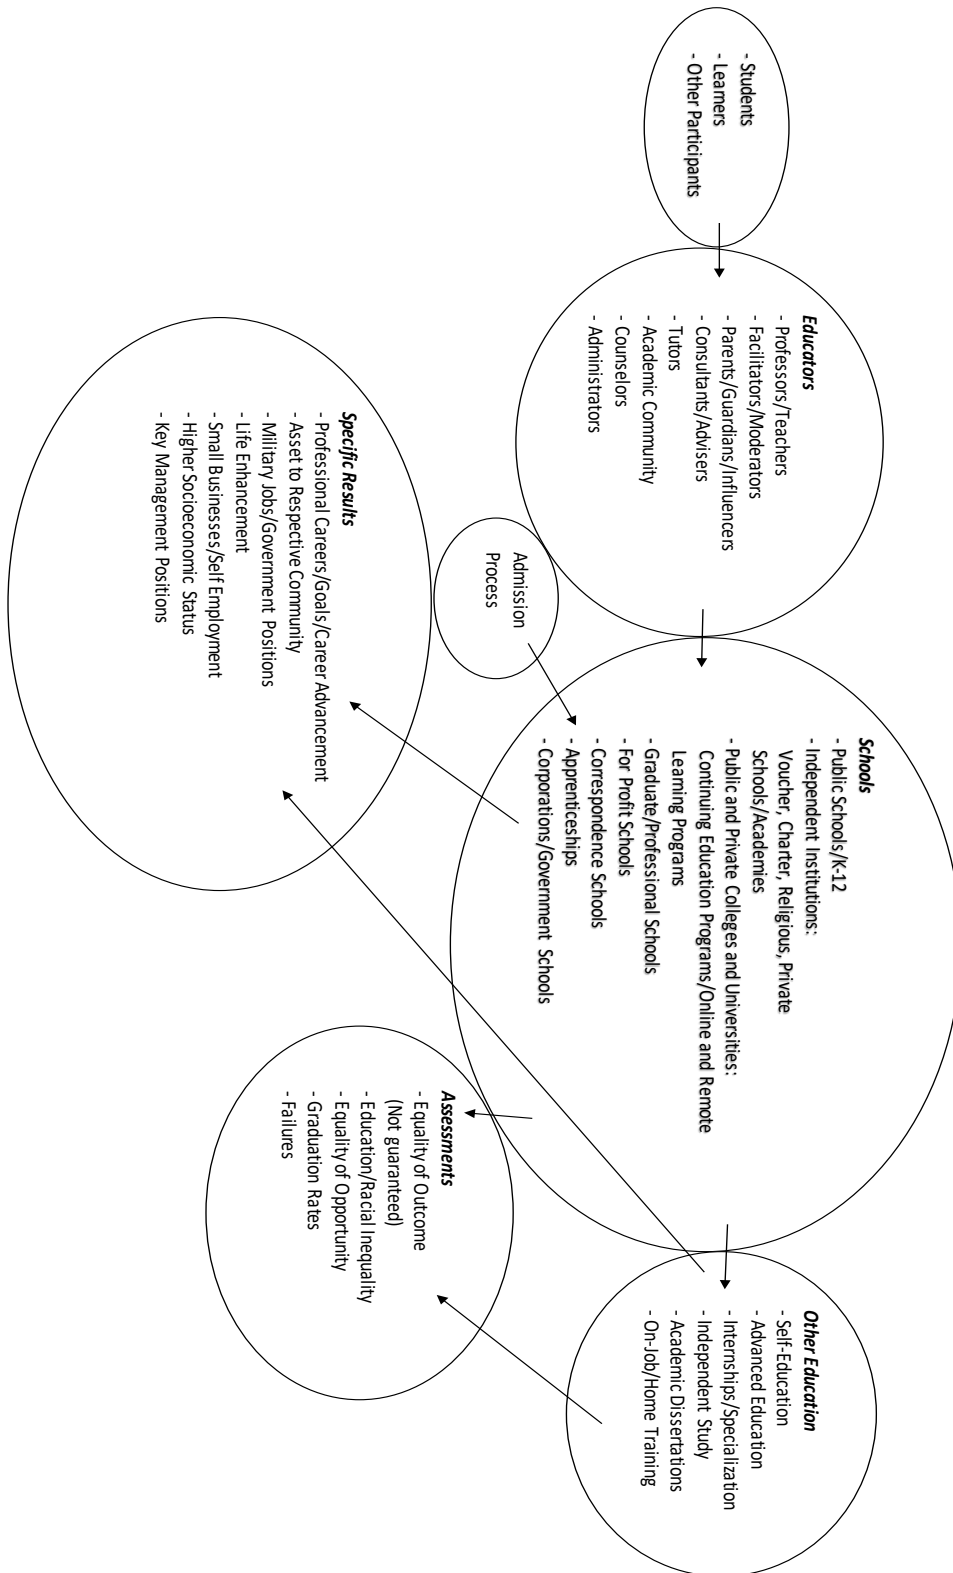 - Students
- Learners
- Other Participants
Educators
- Professors/Teachers
- Facilitators/Moderators
- Parents/Guardians/Influencers
- Consultants/Advisers
- Tutors
- Academic Community
- Counselors
- Administrators
Admission
Process
Schools
- Public Schools/K-12
- Independent Institutions:
Voucher, Charter, Religious, Private
Schools/Academies
- Public and Private Colleges and Universities:
Continuing Education Programs/Online and Remote
Learning Programs
- Graduate/Professional Schools
- For Profit Schools
- Correspondence Schools
- Apprenticeships
- Corporations/Government Schools
Other Education
- Self-Education
- Advanced Education
- Internships/Specialization
- Independent Study
- Academic Dissertations
- On-Job/Home Training
Specific Results
- Professional Careers/Goals/Career Advancement
- Asset to Respective Community
- Military Jobs/Government Positions
- Life Enhancement
- Small Businesses/Self Employment
- Higher Socioeconomic Status
- Key Management Positions
Assessments
- Equality of Outcome
(Not guaranteed)
- Education/Racial Inequality
- Equality of Opportunity
- Graduation Rates
- Failures